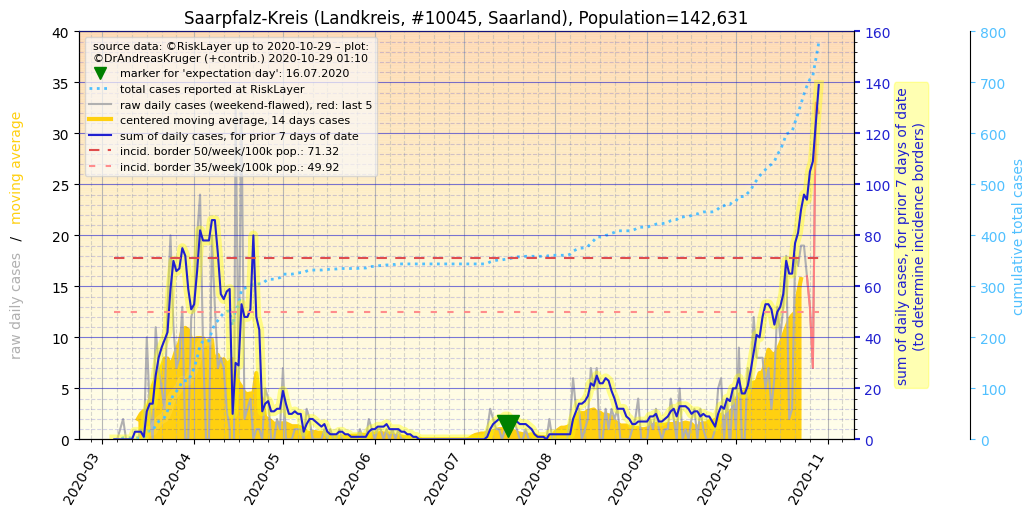 Saarpfalz-Kreis (Landkreis, #10045, Saarland), Population=142,631
source data: ©RiskLayer up to 2020-10-29 – plot:
©DrAndreasKruger (+contrib.) 2020-10-29 01:10
marker for 'expectation day': 16.07.2020
total cases reported at RiskLayer
raw daily cases (weekend-flawed), red: last 5
centered moving average, 14 days cases
sum of daily cases, for prior 7 days of date
incid. border 50/week/100k pop.: 71.32
incid. border 35/week/100k pop.: 49.92
raw daily cases / moving average
40
35
30
25
20
15
10
5
0
2020-03
2020-04
2020-05
2020-06
2020-07
2020-08
2020-09
2020-10
2020-11
160
140
120
100
80
60
40
20
0
sum of daily cases, for prior 7 days of date
(to determine incidence borders)
800
700
600
500
400
300
200
100
0
cumulative total cases